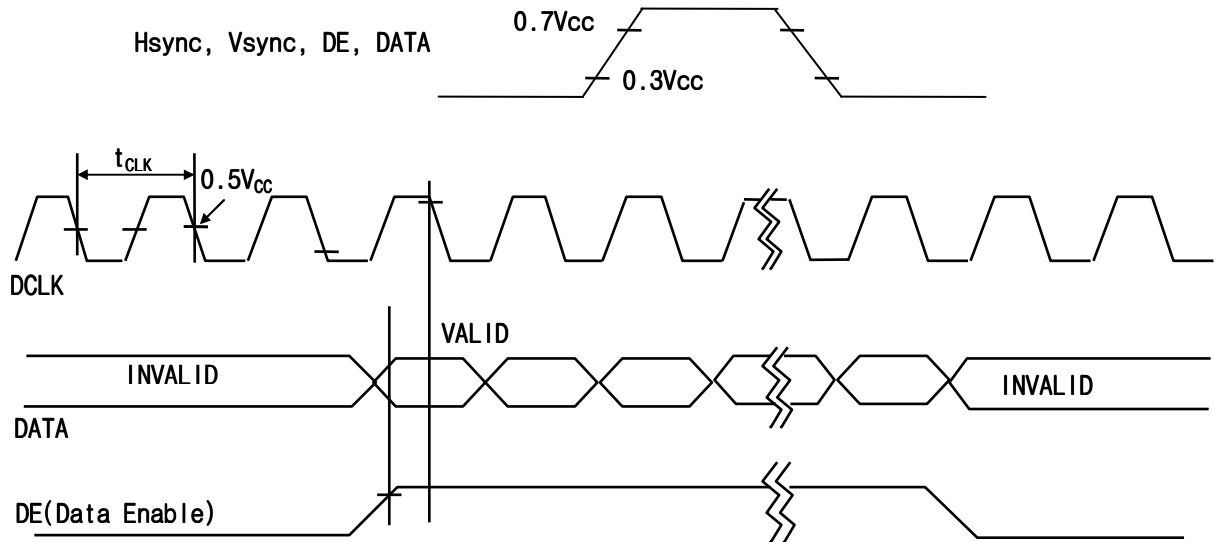 0.7Vcc
Hsync, Vsync, DE, DATA
0.3Vcc
tCLK
0.5VCC
DCLK
VALID
INVALID
INVALID
DATA
DE(Data Enable)